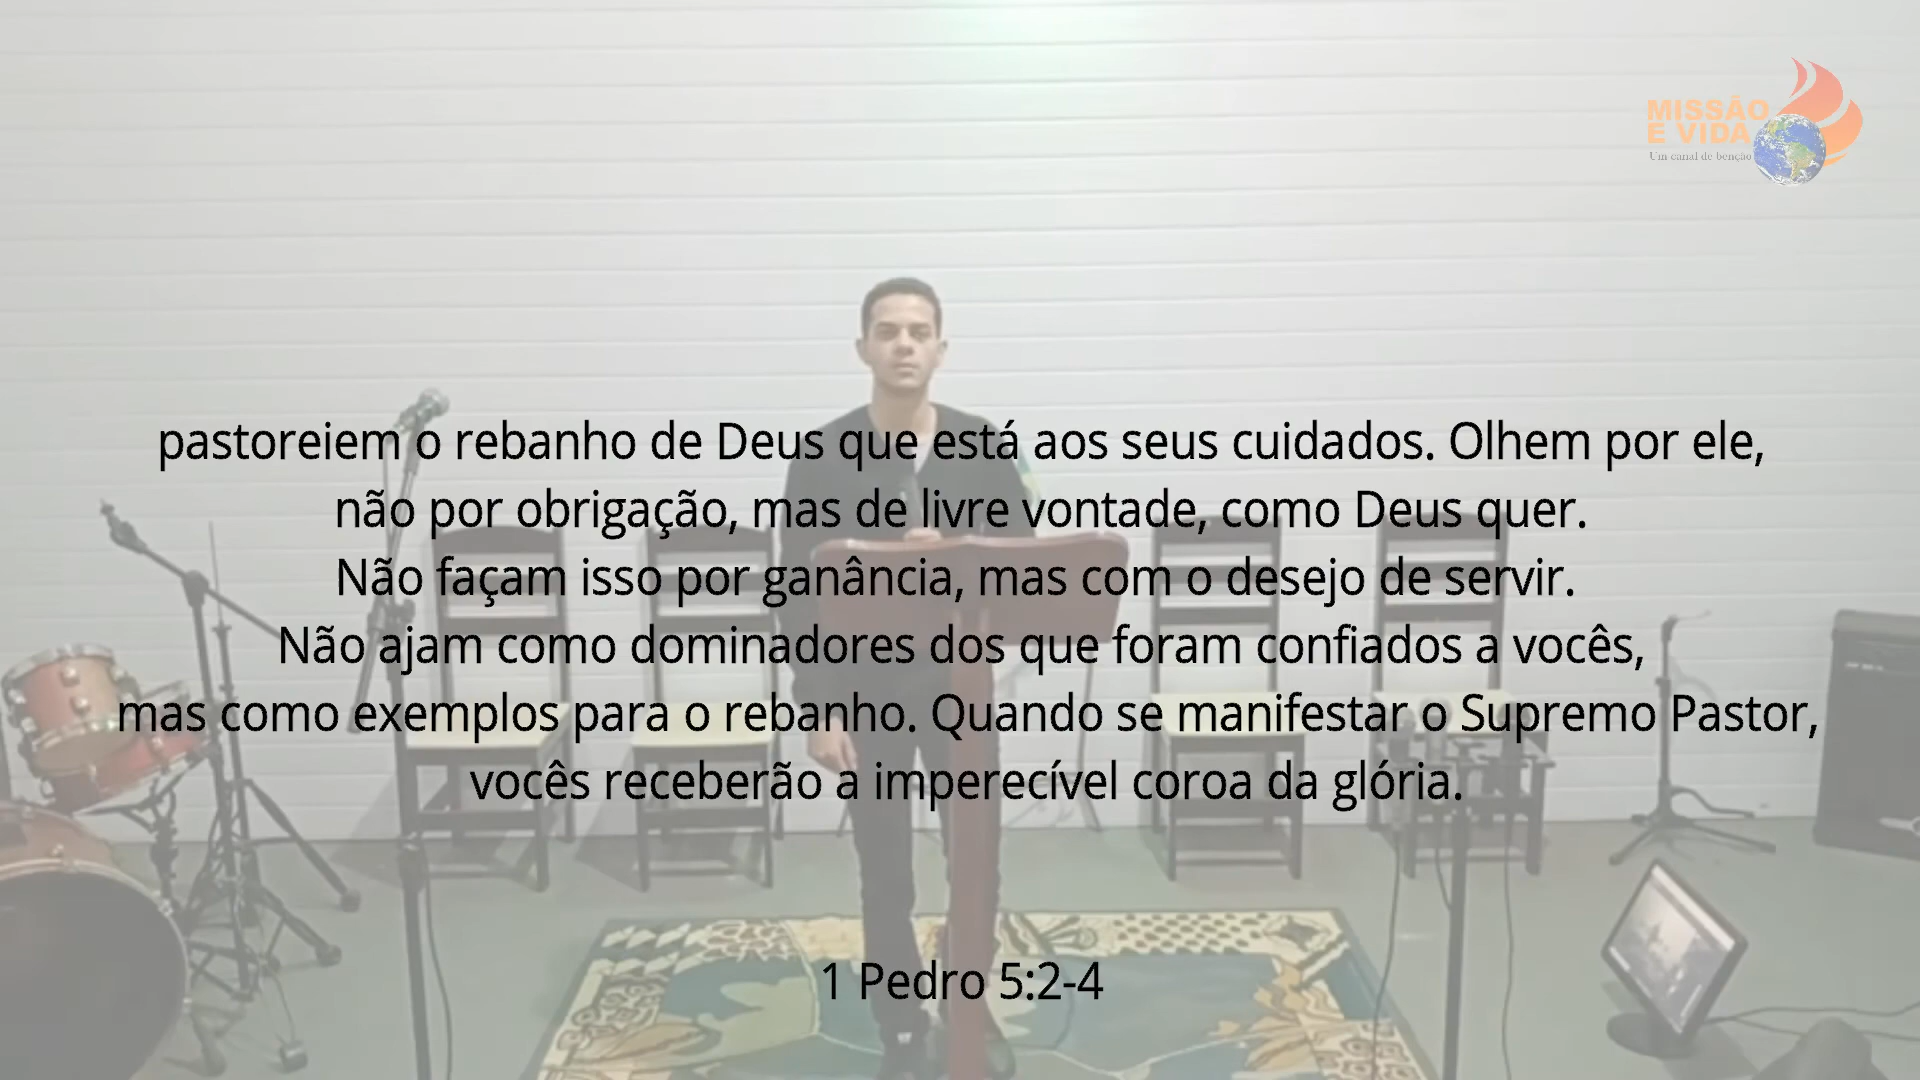 MISSÃO
E VIDA
Um canal de benção
pastoreiem o rebanho de Deus que está aos seus cuidados. Olhem por ele,
não por obrigação, mas de livre vontade, como Deus quer.
Não façam isso por ganância, mas com o desejo de servir.
Não ajam como dominadores dos que foram confiados a vocês,
mas como exemplos para o rebanho. Quando se manifestar o Supremo Pastor,
vocês receberão a imperecível coroa da glória.
1 Pedro 5:2-4